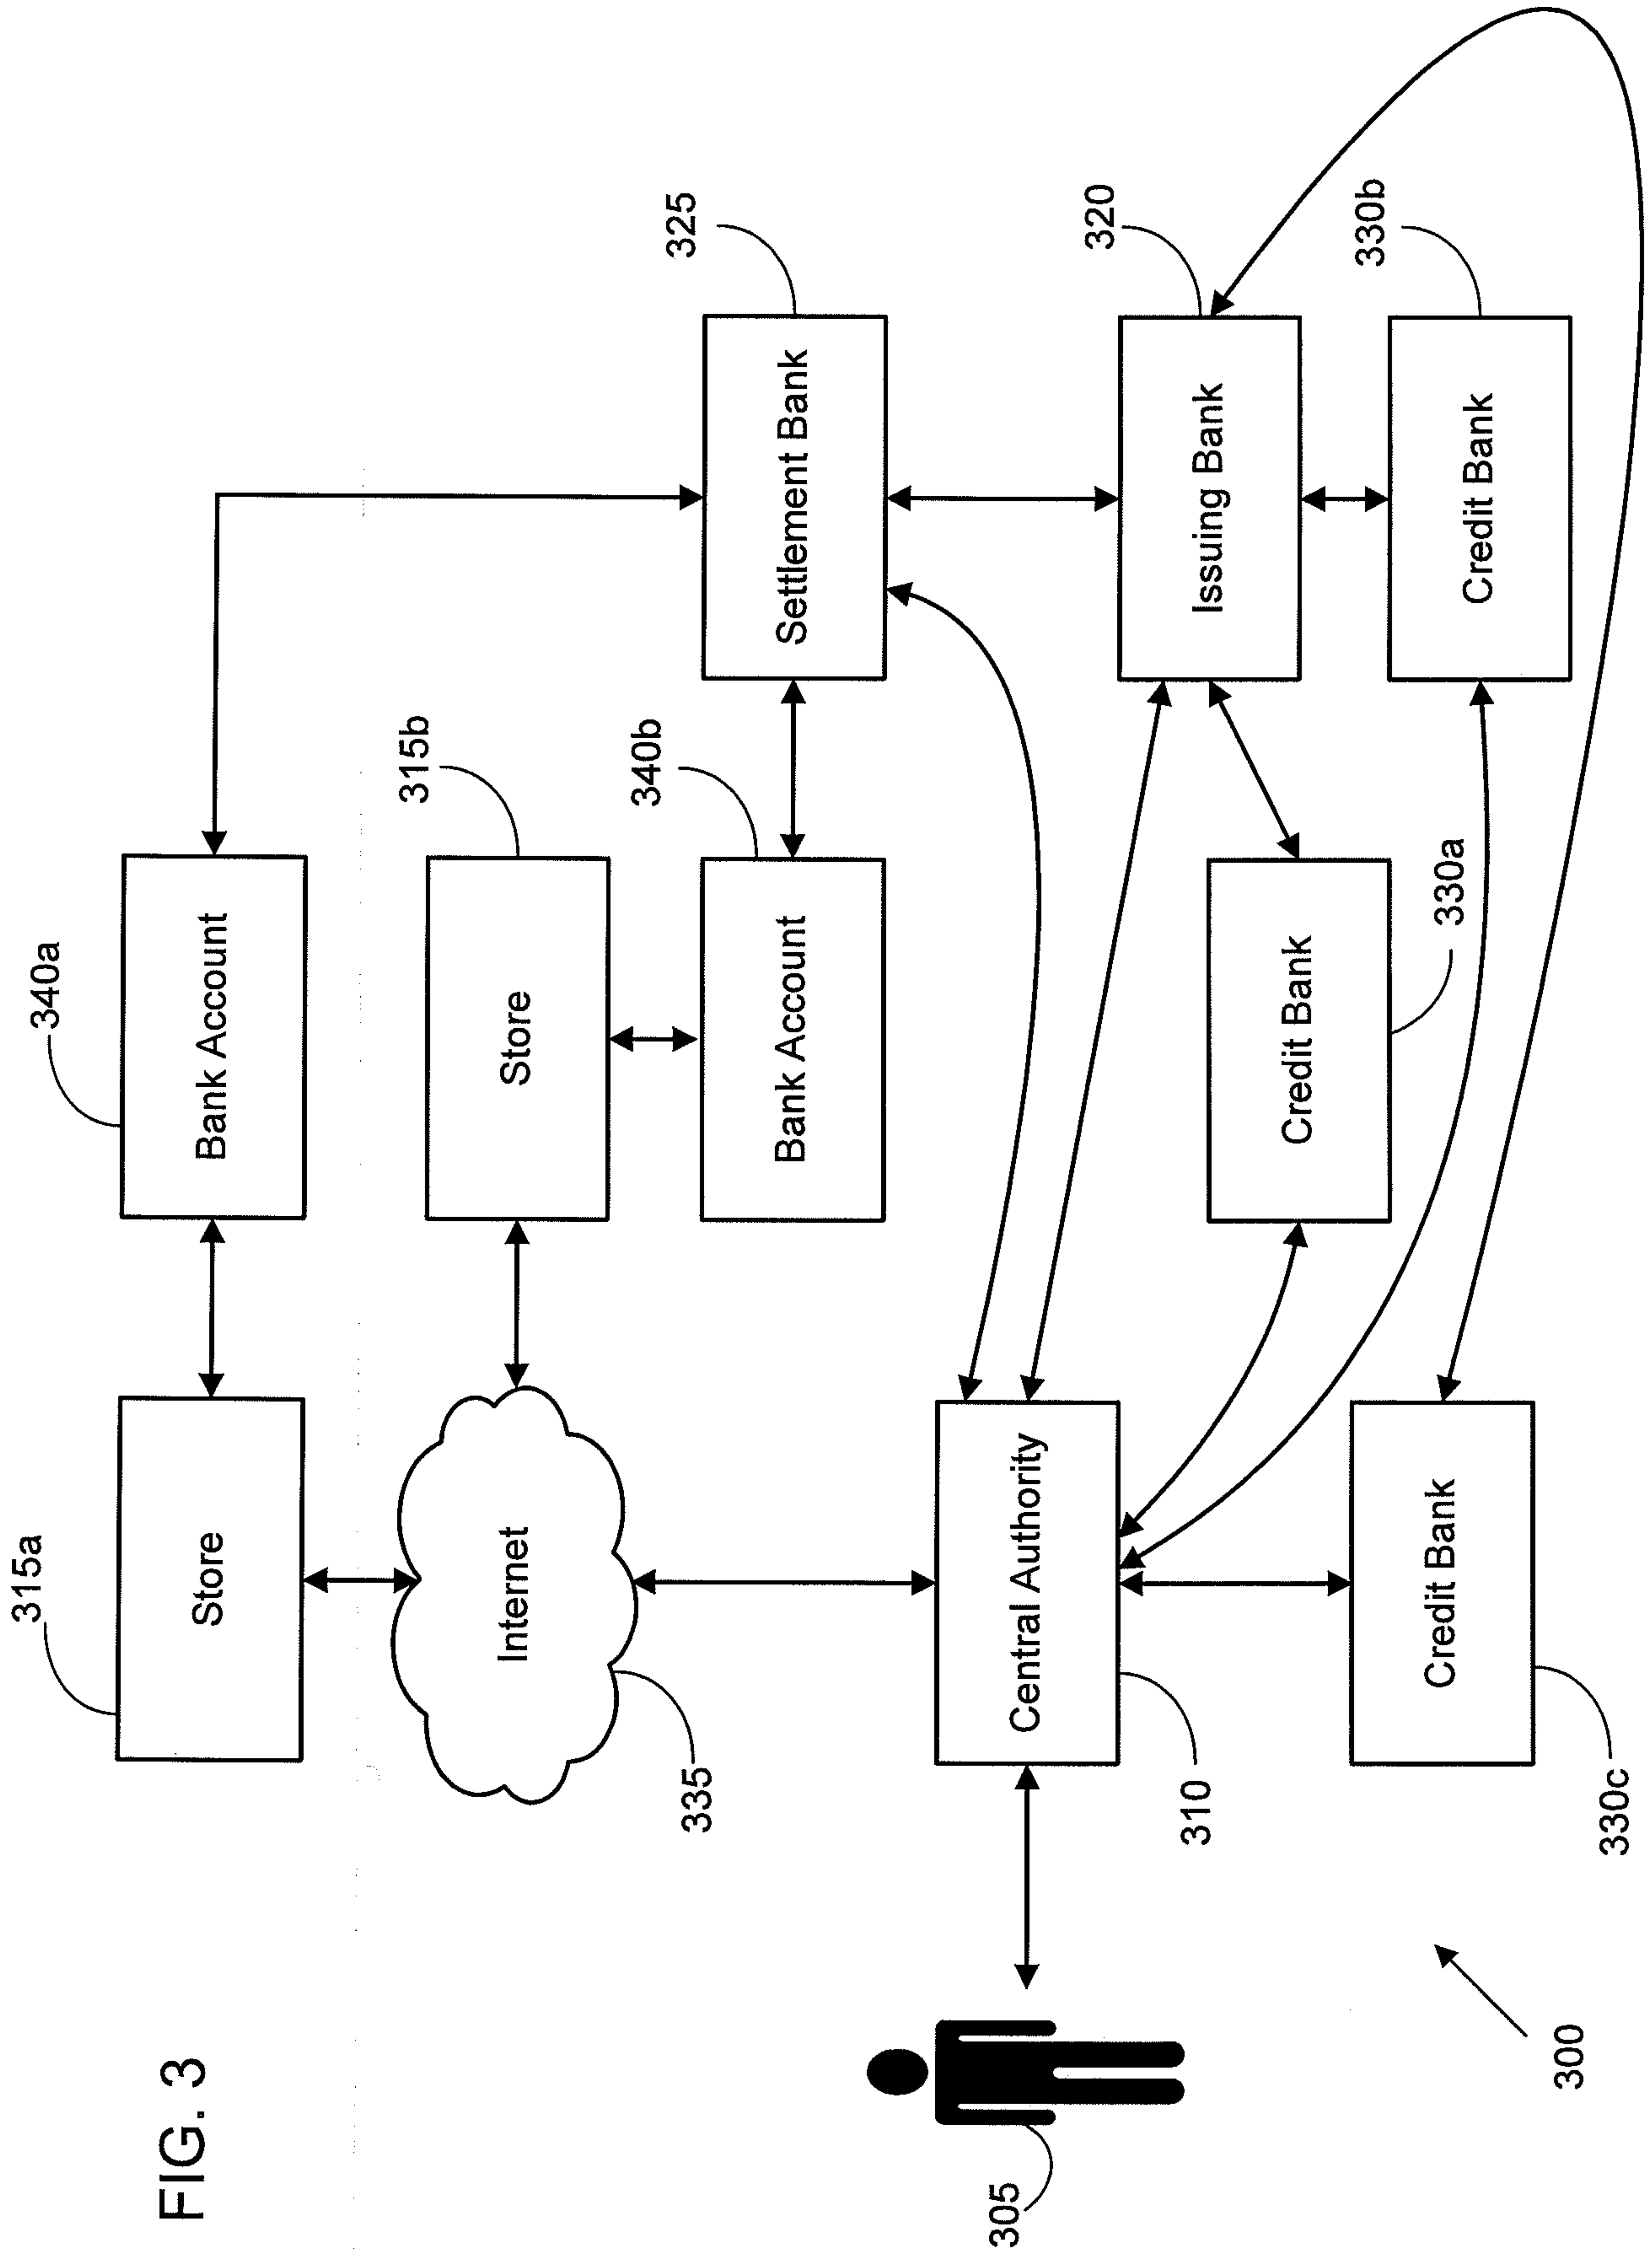 FIG. 3
315a
Store
340a
Bank Account
Internet
335
315b
Store
340b
Bank Account
325
Settlement Bank
305
Central Authority
310
320
Issuing Bank
330a
Credit Bank
330b
Credit Bank
330c
Credit Bank
300